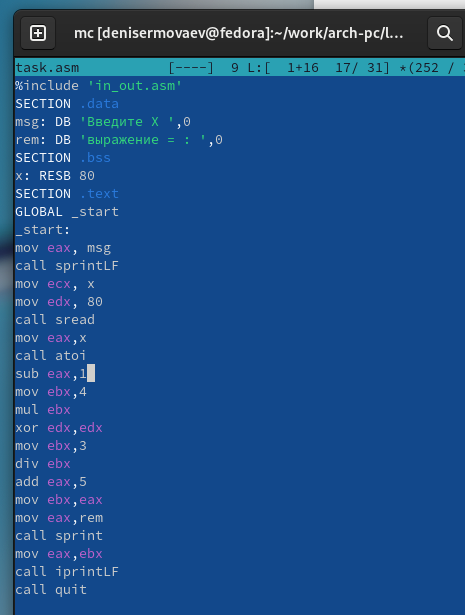 mc [denisermovaev@fedora]:~/work/arch-pc/l...
task.asm [----] 9 L:[ 1+16 17/ 31] *(252 /
%include 'in_out.asm'
SECTION .data
msg: DB 'Введите X ',0
rem: DB 'выражение = : ',0
SECTION .bss
x: RESB 80
SECTION .text
GLOBAL _start
_start:
mov eax, msg
call sprintLF
mov ecx, x
mov edx, 80
call sread
mov eax,x
call atoi
sub eax,1
mov ebx,4
mul ebx
xor edx,edx
mov ebx,3
div ebx
add eax,5
mov ebx,eax
mov eax,rem
call sprint
mov eax,ebx
call iprintLF
call quit